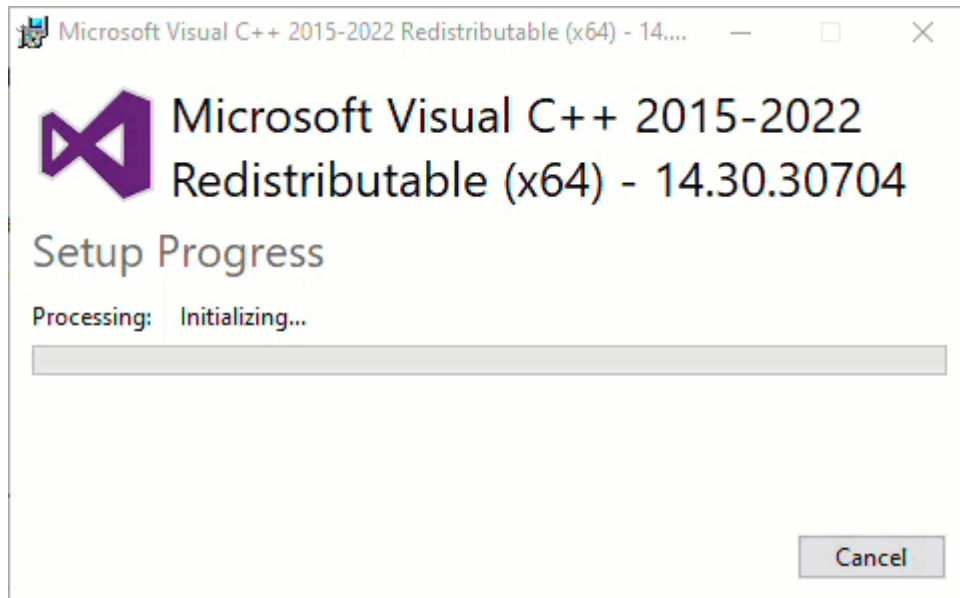 Microsoft Visual C++ 2015-2022 Redistributable (x64) - 14....
Microsoft Visual C++ 2015-2022
Redistributable (x64) - 14.30.30704
Setup Progress
Processing: Initializing...
Cancel